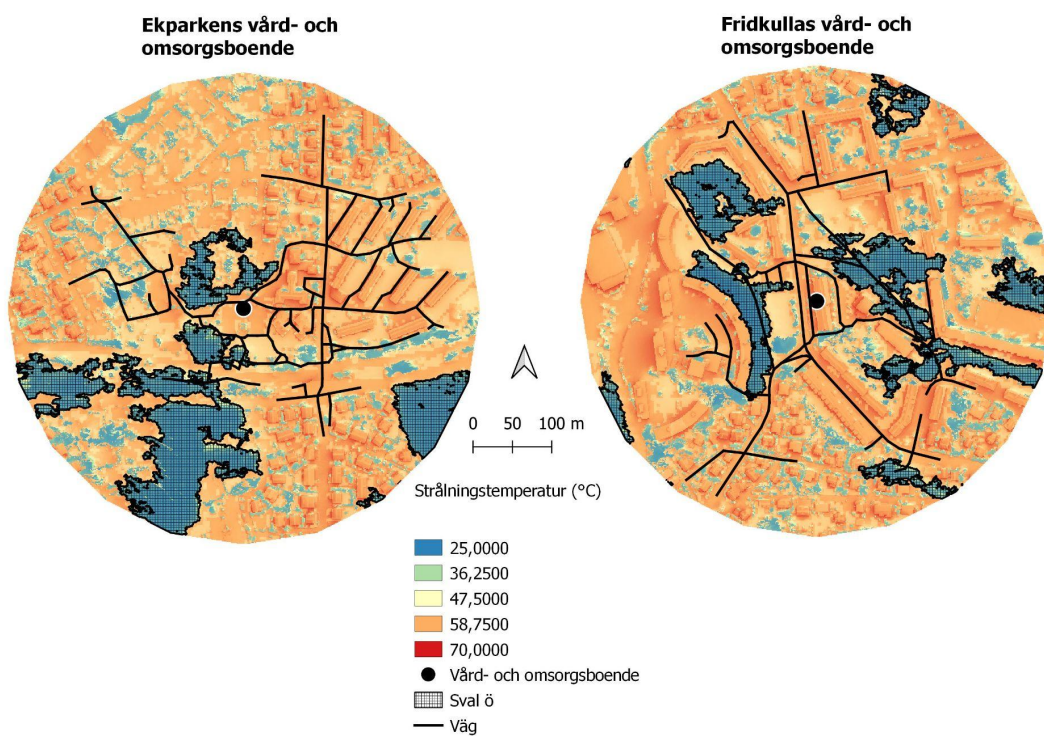 Ekparkens vård- och
omsorgsboende
Fridkullas vård- och
omsorgsboende
0 50 100 m
Strålningstemperatur (°C)
25,0000
36,2500
47,5000
58,7500
70,0000
Vård- och omsorgsboende
Sval ö
Väg